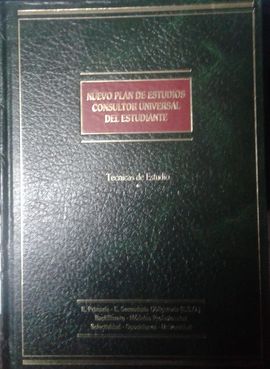 NUEVO PLAN DE ESTUDIOS
CONSULTOR UNIVERSAL
DEL ESTUDIANTE
Técnicas de Estudio
E. Primaria - E. Secundaria Obligatoria (E.S.O.)
Bachillerato - Módulos Profesionales
Selectividad - Oposiciones - Universidad